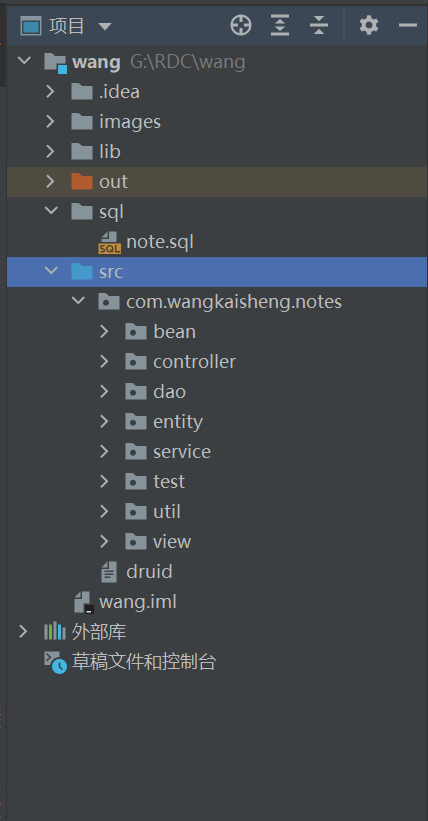 项目
wang G:\RDC\wang
.idea
images
lib
out
sql
SQL note.sql
src
com.wangkaisheng.notes
bean
controller
dao
entity
service
test
util
view
druid
wang.iml
外部库
草稿文件和控制台